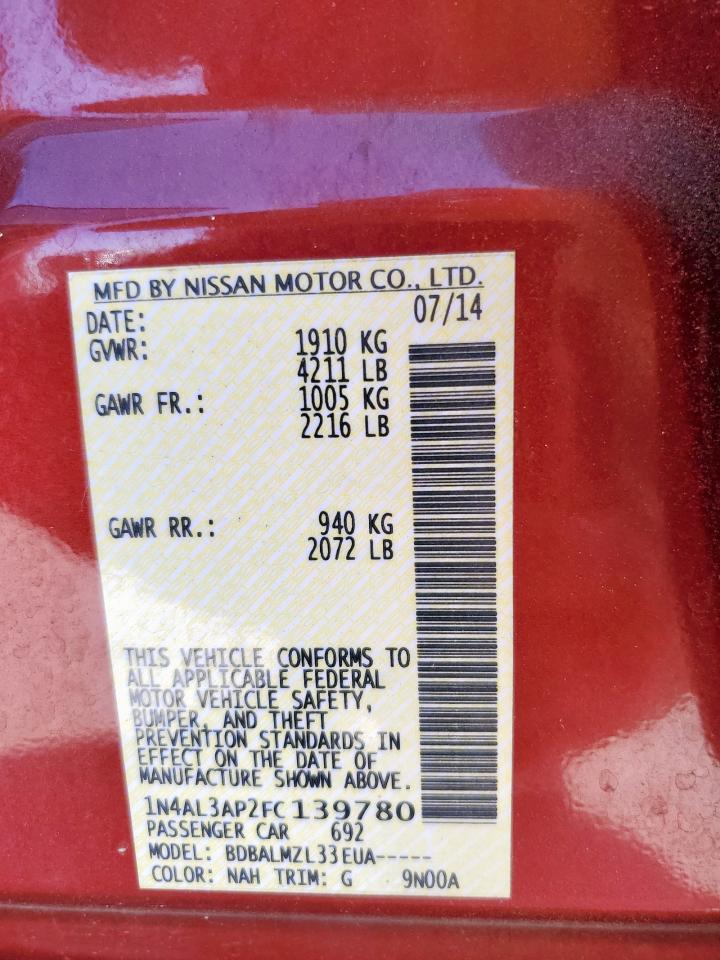 MFD BY NISSAN MOTOR CO., LTD.
DATE: 07/14
GVWR: 1910 KG
4211 LB
GAWR FR.: 1005 KG
2216 LB
GAWR RR.: 940 KG
2072 LB
THIS VEHICLE CONFORMS TO
ALL APPLICABLE FEDERAL
MOTOR VEHICLE SAFETY,
BUMPER, AND THEFT
PREVENTION STANDARDS IN
EFFECT ON THE DATE OF
MANUFACTURE SHOWN ABOVE.
1N4AL3AP2FC139780
PASSENGER CAR 692
MODEL: BDBALMZL33EUA-----
COLOR: NAH TRIM: G 9N00A